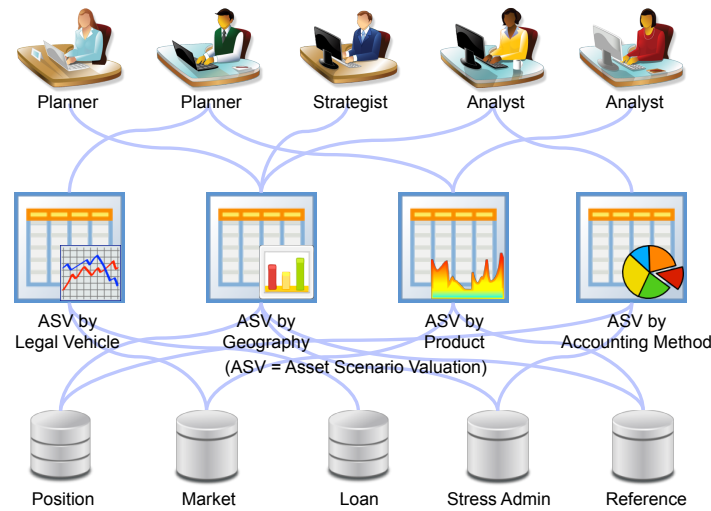 Planner
Planner
Strategist
Analyst
Analyst
ASV by
Legal Vehicle
ASV by
Geography
ASV by
Product
ASV by
Accounting Method
(ASV = Asset Scenario Valuation)
Position
Market
Loan
Stress Admin
Reference